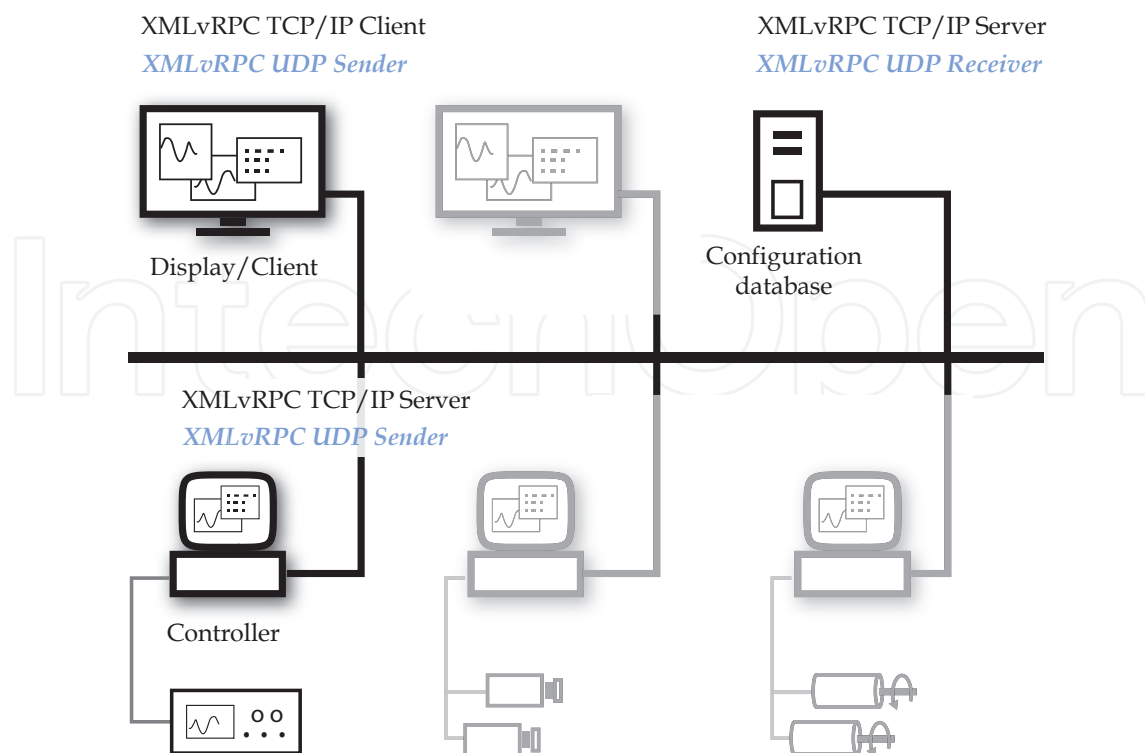 XMLvRPC TCP/IP Client
XMLvRPC UDP Sender
XMLvRPC TCP/IP Server
XMLvRPC UDP Receiver
Display/Client
Configuration
database
IntechOpen
XMLvRPC TCP/IP Server
XMLvRPC UDP Sender
Controller